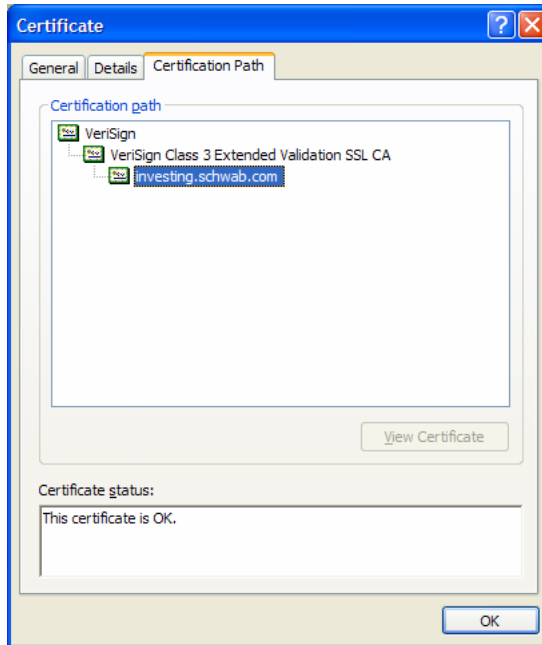 Certificate
General Details Certification Path
Certification path
VeriSign
VeriSign Class 3 Extended Validation SSL CA
investing.schwab.com
View Certificate
Certificate status:
This certificate is OK.
OK